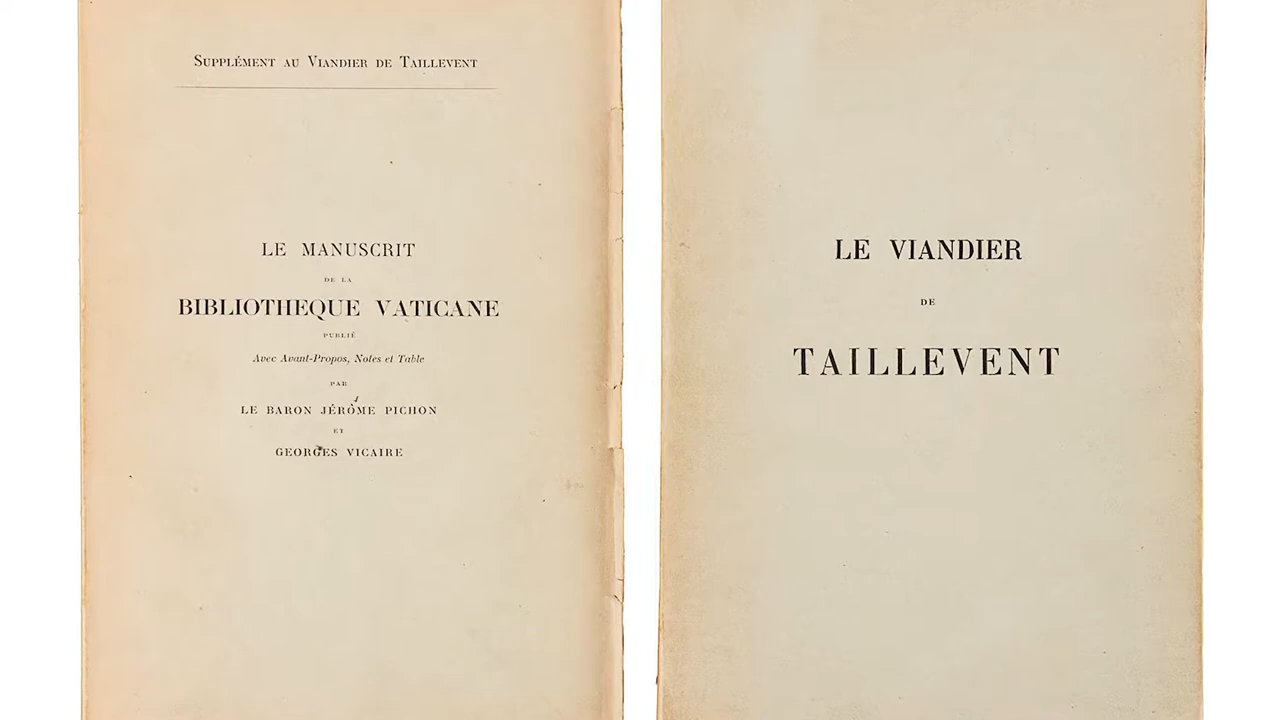 Supplément au Viandier de Taillevent
LE MANUSCRIT
DE LA
BIBLIOTHEQUE VATICANE
PUBLIÉ
Avec Avant-Propos, Notes et Table
PAR
LE BARON JÉRÔME PICHON
ET
GEORGES VICAIRE
LE VIANDIER
DE
TAILLEVENT